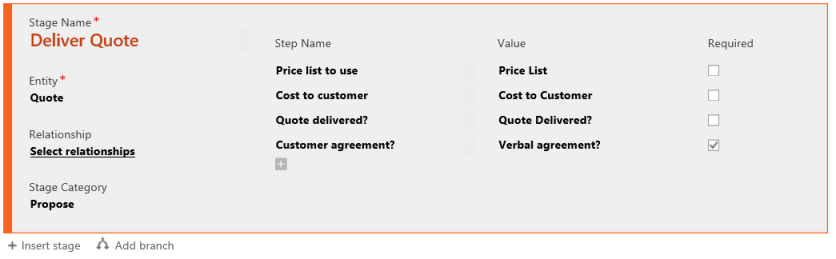 Stage Name*
Deliver Quote
Entity*
Quote
Relationship
Select relationships
Stage Category
Propose
Step Name Value Required
Price list to use Price List
Cost to customer Cost to Customer
Quote delivered? Quote Delivered?
Customer agreement? Verbal agreement?
+
+ Insert stage Add branch